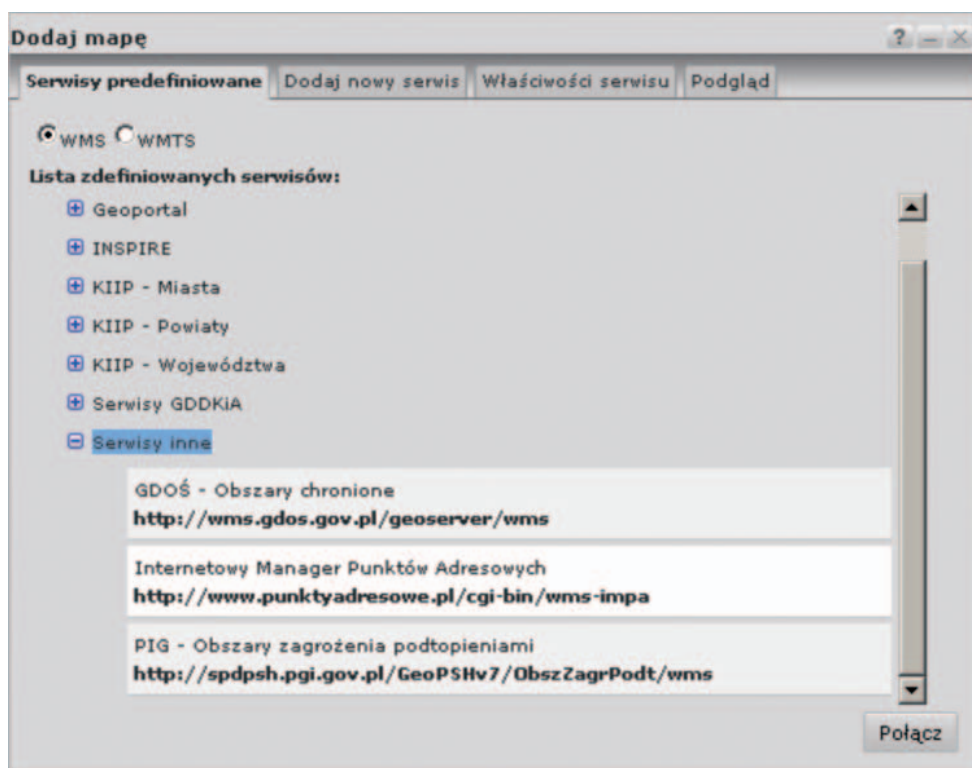 Dodaj mapę
Serwisy predefiniowane Dodaj nowy serwis Właściwości serwisu Podgląd
WMS WMTS
Lista zdefiniowanych serwisów:
Geoportal
INSPIRE
KIIP - Miasta
KIIP - Powiaty
KIIP - Województwa
Serwisy GDDKiA
Serwisy inne
GDOŚ - Obszary chronione
http://wms.gdos.gov.pl/geoserver/wms
Internetowy Manager Punktów Adresowych
http://www.punktyadresowe.pl/cgi-bin/wms-impa
PIG - Obszary zagrożenia podtopieniami
http://spdpsh.pgi.gov.pl/GeoPSHv7/ObszZagrPodt/wms
Połącz